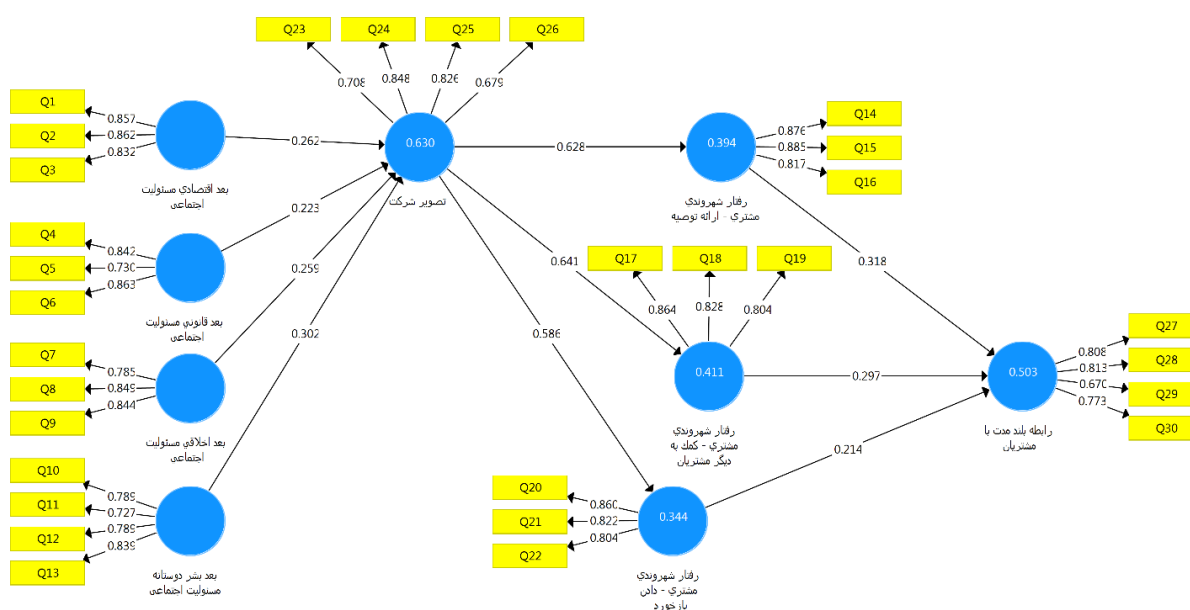 Q23
Q24
Q25
Q26
0.708
0.848
0.826
0.679
Q1
Q2
Q3
0.857
0.862
0.832
بعد اقتصادي مسئوليت
اجتماعی
0.262
0.630
تصوير شركت
0.628
0.394
رفتار شهروندي
مشتري - ارائه توصيه
0.876
0.885
0.817
Q14
Q15
Q16
Q4
Q5
Q6
0.842
0.730
0.863
بعد قانوني مسئوليت
اجتماعی
0.223
0.641
Q17
Q18
Q19
0.864
0.828
0.804
0.318
Q7
Q8
Q9
0.785
0.849
0.844
بعد اخلاقي مسئوليت
اجتماعی
0.259
0.302
0.586
0.411
رفتار شهروندي
مشتري - كمك به
ديگر مشتريان
0.297
0.503
رابطه بلند مدت با
مشتريان
0.808
0.813
0.670
0.773
Q27
Q28
Q29
Q30
Q10
Q11
Q12
Q13
0.789
0.727
0.789
0.839
بعد بشر دوستانه
مسئوليت اجتماعی
Q20
Q21
Q22
0.860
0.822
0.804
0.344
رفتار شهروندي
مشتري - دادن
بازخورد
0.214